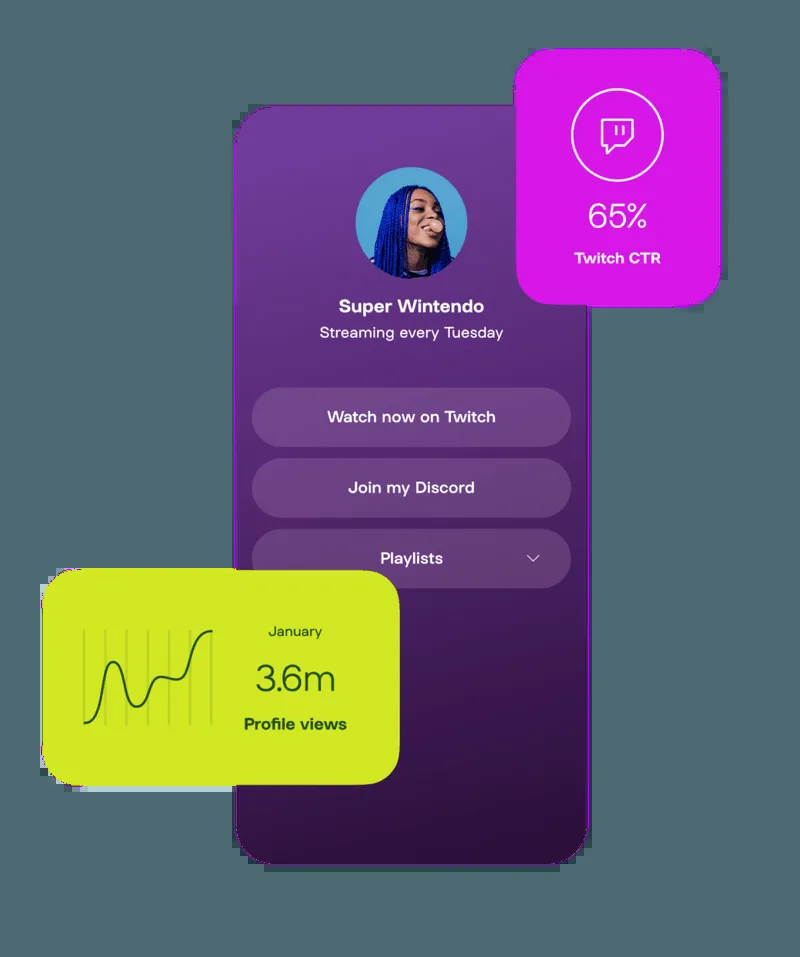 65%
Twitch CTR
Super Wintendo
Streaming every Tuesday
Watch now on Twitch
Join my Discord
Playlists
January
3.6m
Profile views